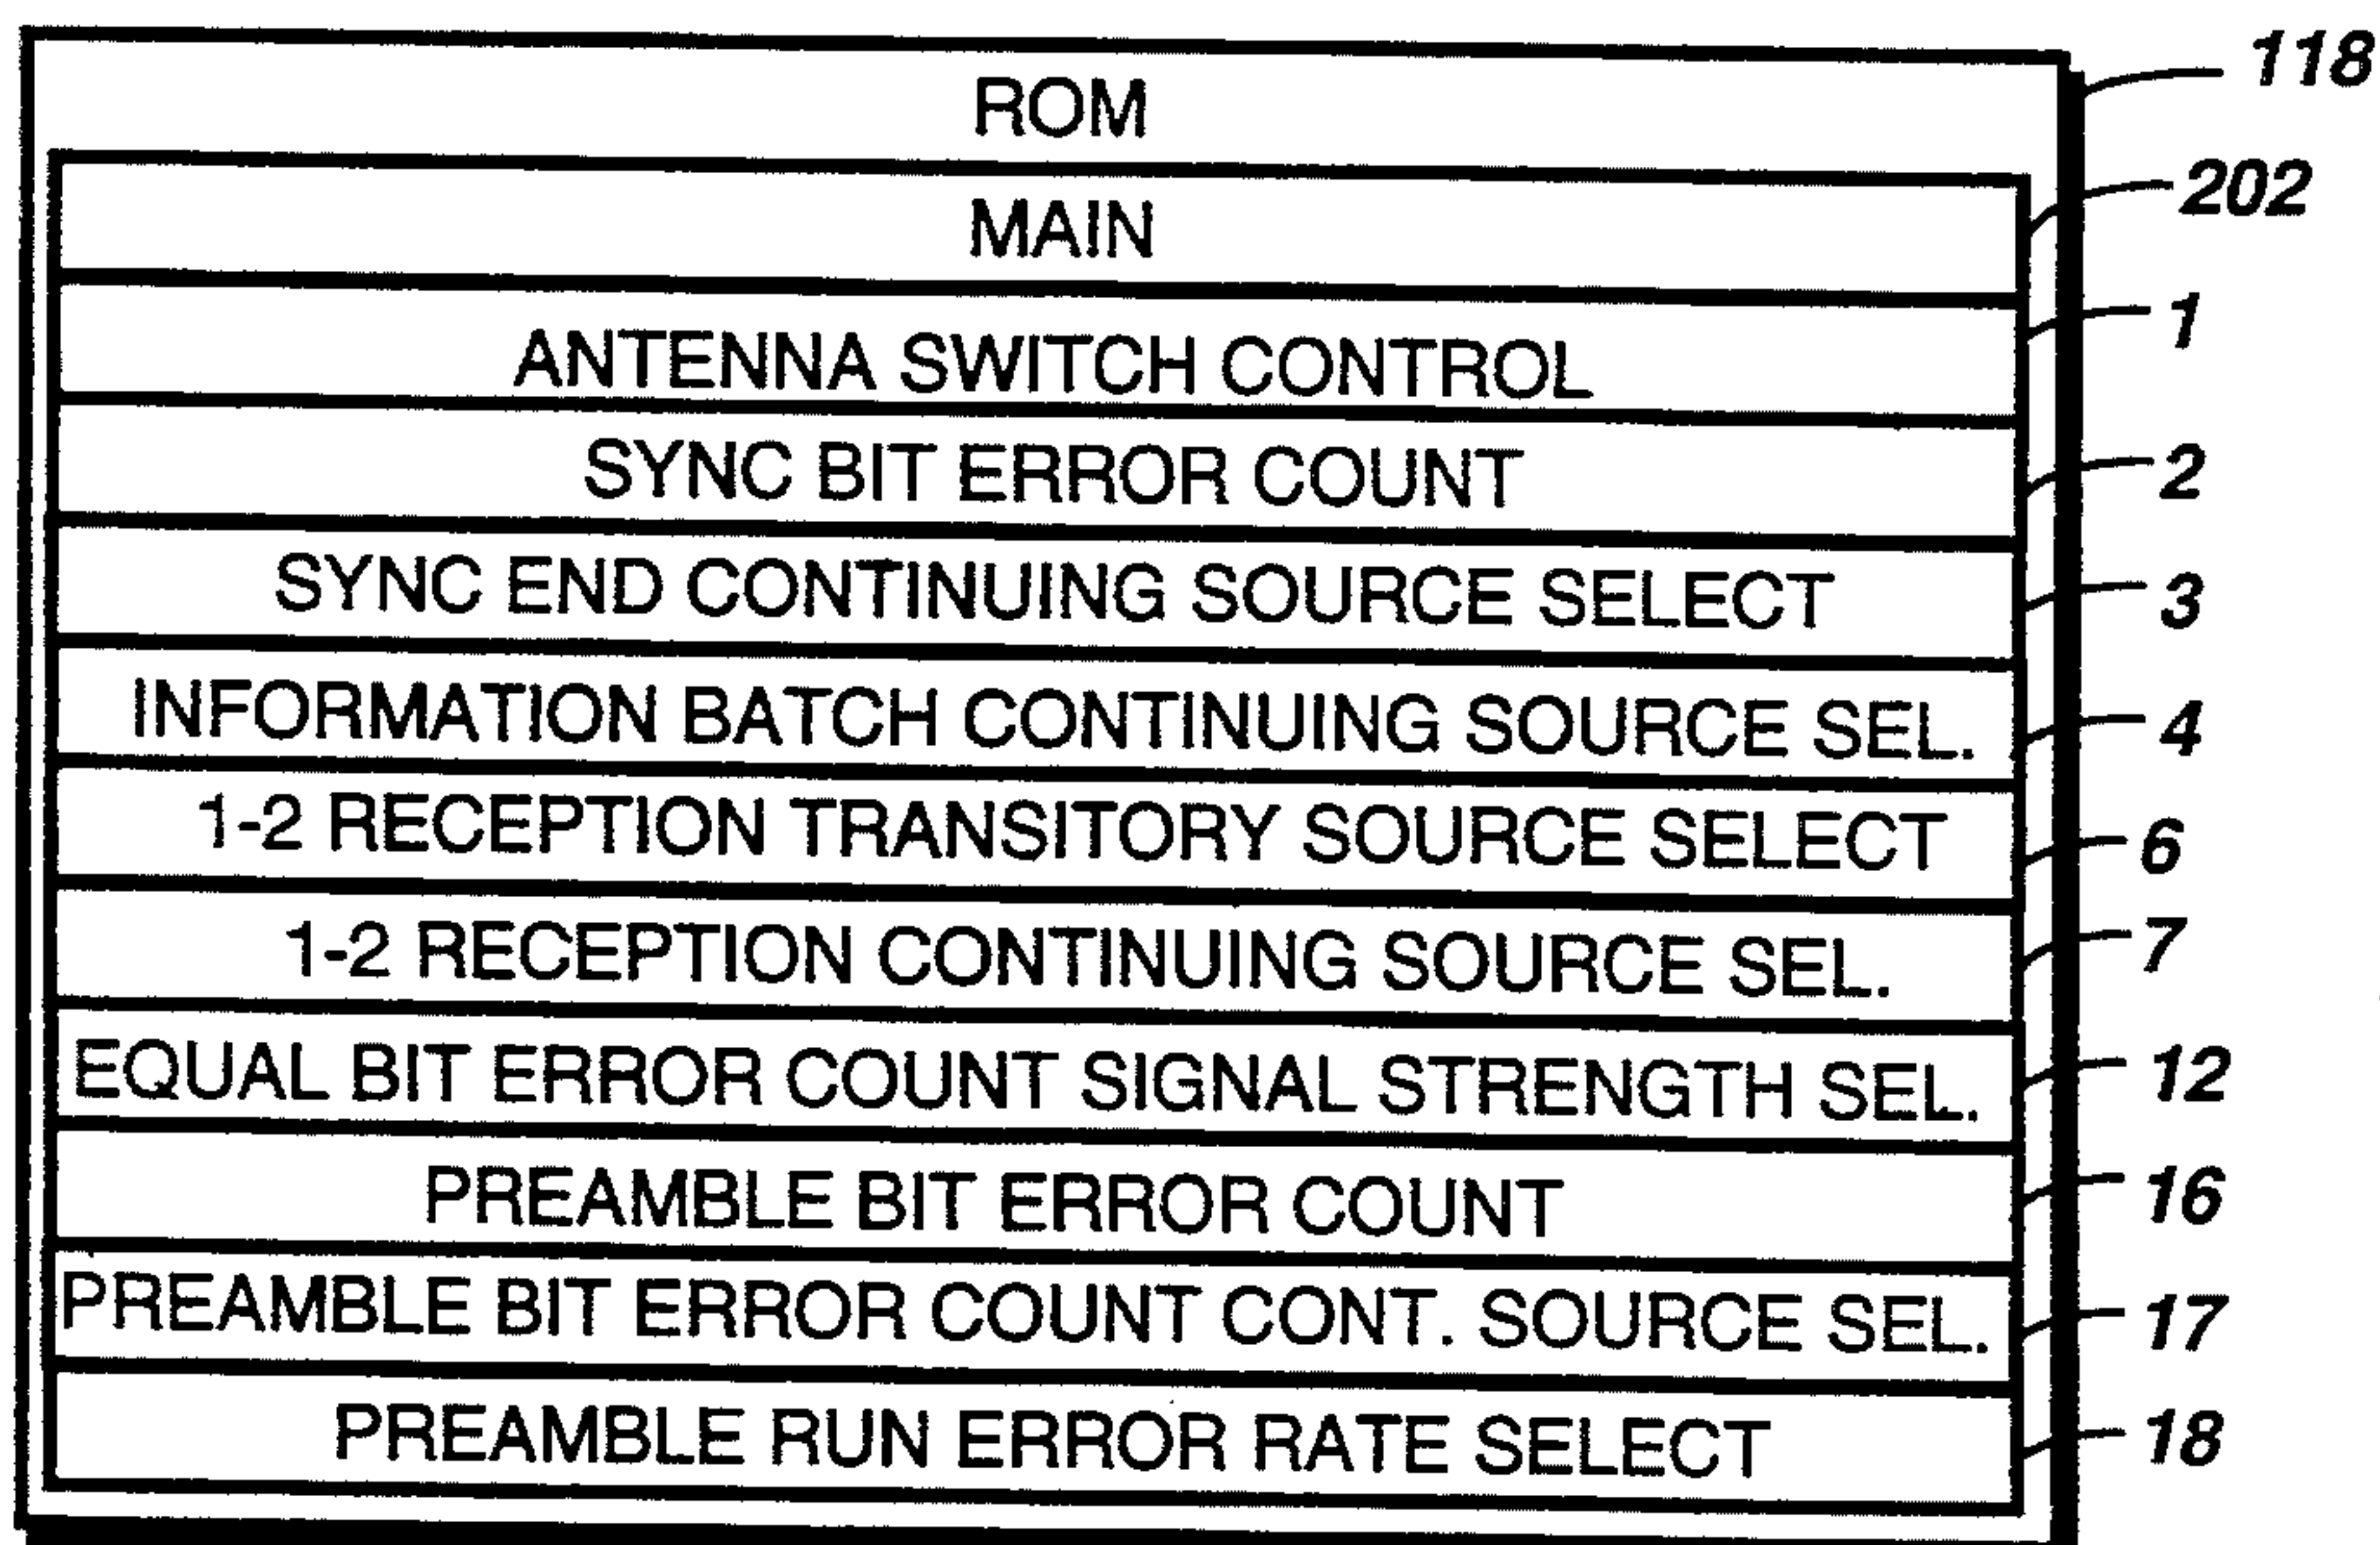 ROM 118
MAIN 202
ANTENNA SWITCH CONTROL 1
SYNC BIT ERROR COUNT 2
SYNC END CONTINUING SOURCE SELECT 3
INFORMATION BATCH CONTINUING SOURCE SEL. 4
1-2 RECEPTION TRANSITORY SOURCE SELECT 6
1-2 RECEPTION CONTINUING SOURCE SEL. 7
EQUAL BIT ERROR COUNT SIGNAL STRENGTH SEL. 12
PREAMBLE BIT ERROR COUNT 16
PREAMBLE BIT ERROR COUNT CONT. SOURCE SEL. 17
PREAMBLE RUN ERROR RATE SELECT 18